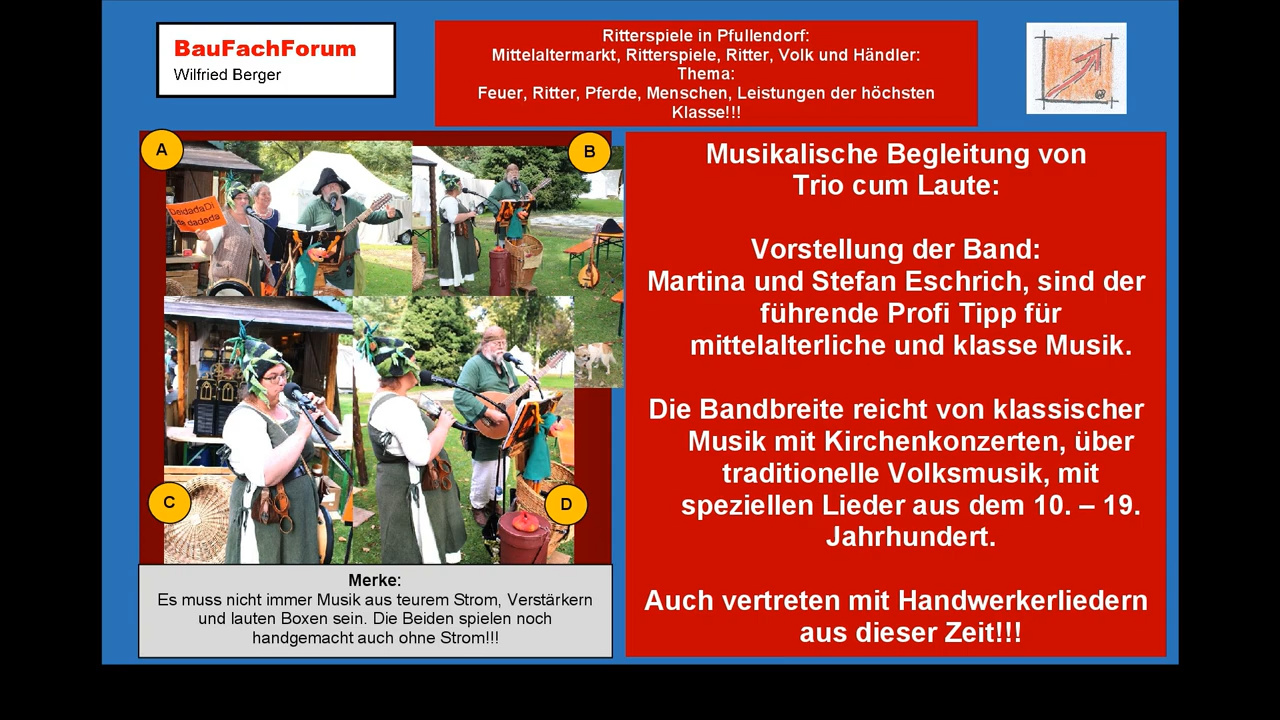 BauFachForum
Wilfried Berger
Ritterspiele in Pfullendorf:
Mittelaltermarkt, Ritterspiele, Ritter, Volk und Händler:
Thema:
Feuer, Ritter, Pferde, Menschen, Leistungen der höchsten
Klasse!!!
A
B
DaidadsD!
da dadada
C
D
Merke:
Es muss nicht immer Musik aus teurem Strom, Verstärkern
und lauten Boxen sein. Die Beiden spielen noch
handgemacht auch ohne Strom!!!
Musikalische Begleitung von
Trio cum Laute:
Vorstellung der Band:
Martina und Stefan Eschrich, sind der
führende Profi Tipp für
mittelalterliche und klasse Musik.
Die Bandbreite reicht von klassischer
Musik mit Kirchenkonzerten, über
traditionelle Volksmusik, mit
speziellen Lieder aus dem 10. – 19.
Jahrhundert.
Auch vertreten mit Handwerkerliedern
aus dieser Zeit!!!